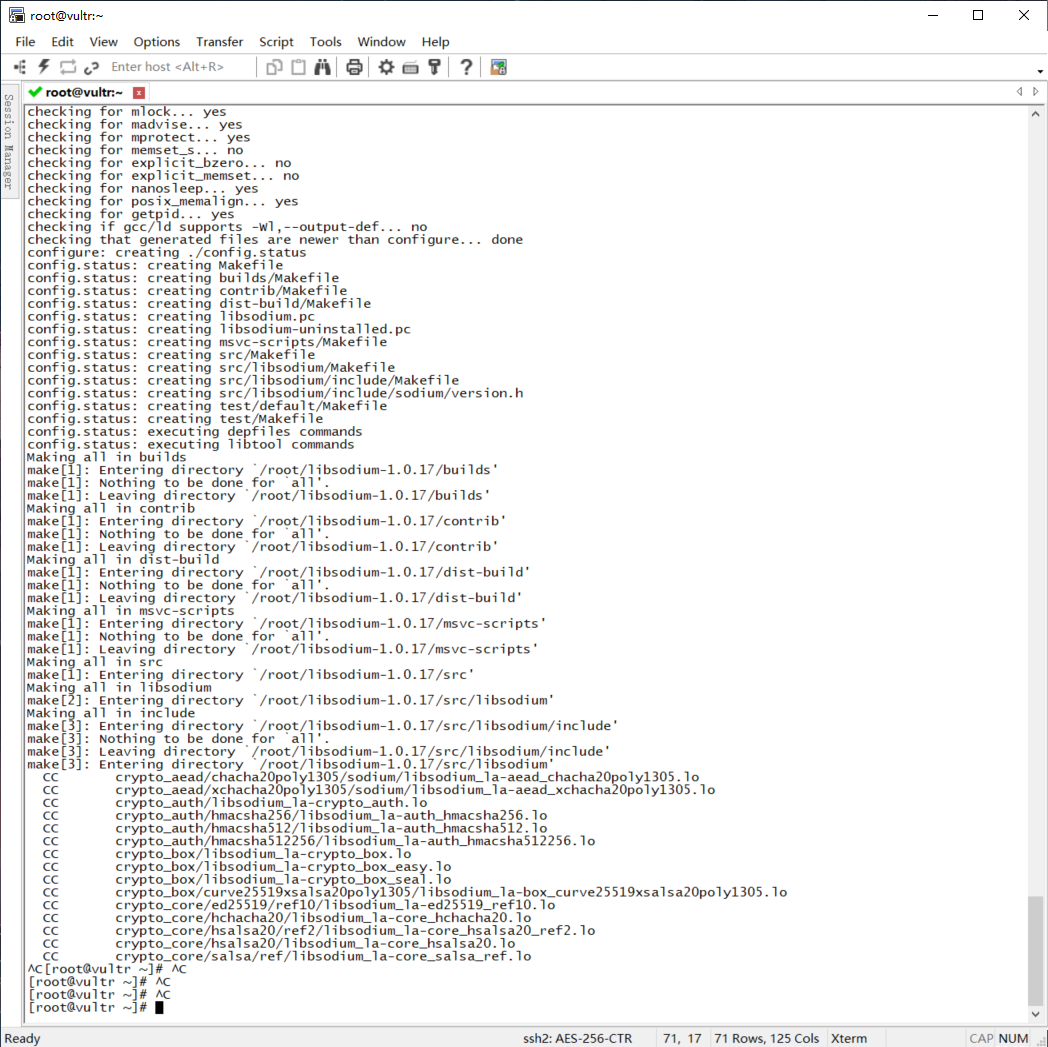 root@vultr:~
File Edit View Options Transfer Script Tools Window Help
Enter host <Alt+R>
root@vultr:~
Session Manager
checking for mlock... yes
checking for madvise... yes
checking for mprotect... yes
checking for memset_s... no
checking for explicit_bzero... no
checking for explicit_memset... no
checking for nanosleep... yes
checking for posix_memalign... yes
checking for getpid... yes
checking if gcc/ld supports -Wl,--output-def... no
checking that generated files are newer than configure... done
configure: creating ./config.status
config.status: creating Makefile
config.status: creating builds/Makefile
config.status: creating contrib/Makefile
config.status: creating dist-build/Makefile
config.status: creating libsodium.pc
config.status: creating libsodium-uninstalled.pc
config.status: creating msvc-scripts/Makefile
config.status: creating src/Makefile
config.status: creating src/libsodium/Makefile
config.status: creating src/libsodium/include/Makefile
config.status: creating src/libsodium/include/sodium/version.h
config.status: creating test/default/Makefile
config.status: creating test/Makefile
config.status: executing depfiles commands
config.status: executing libtool commands
Making all in builds
make[1]: Entering directory `/root/libsodium-1.0.17/builds'
make[1]: Nothing to be done for `all'.
make[1]: Leaving directory `/root/libsodium-1.0.17/builds'
Making all in contrib
make[1]: Entering directory `/root/libsodium-1.0.17/contrib'
make[1]: Nothing to be done for `all'.
make[1]: Leaving directory `/root/libsodium-1.0.17/contrib'
Making all in dist-build
make[1]: Entering directory `/root/libsodium-1.0.17/dist-build'
make[1]: Nothing to be done for `all'.
make[1]: Leaving directory `/root/libsodium-1.0.17/dist-build'
Making all in msvc-scripts
make[1]: Entering directory `/root/libsodium-1.0.17/msvc-scripts'
make[1]: Nothing to be done for `all'.
make[1]: Leaving directory `/root/libsodium-1.0.17/msvc-scripts'
Making all in src
make[1]: Entering directory `/root/libsodium-1.0.17/src'
Making all in libsodium
make[2]: Entering directory `/root/libsodium-1.0.17/src/libsodium'
Making all in include
make[3]: Entering directory `/root/libsodium-1.0.17/src/libsodium/include'
make[3]: Nothing to be done for `all'.
make[3]: Leaving directory `/root/libsodium-1.0.17/src/libsodium/include'
make[3]: Entering directory `/root/libsodium-1.0.17/src/libsodium'
CC crypto_aead/chacha20poly1305/sodium/libsodium_la-aead_chacha20poly1305.lo
CC crypto_aead/xchacha20poly1305/sodium/libsodium_la-aead_xchacha20poly1305.lo
CC crypto_auth/libsodium_la-crypto_auth.lo
CC crypto_auth/hmacsha256/libsodium_la-auth_hmacsha256.lo
CC crypto_auth/hmacsha512/libsodium_la-auth_hmacsha512.lo
CC crypto_auth/hmacsha512256/libsodium_la-auth_hmacsha512256.lo
CC crypto_box/libsodium_la-crypto_box.lo
CC crypto_box/libsodium_la-crypto_box_easy.lo
CC crypto_box/libsodium_la-crypto_box_seal.lo
CC crypto_box/curve25519xsalsa20poly1305/libsodium_la-box_curve25519xsalsa20poly1305.lo
CC crypto_core/ed25519/ref10/libsodium_la-ed25519_ref10.lo
CC crypto_core/hchacha20/libsodium_la-core_hchacha20.lo
CC crypto_core/hsalsa20/ref2/libsodium_la-core_hsalsa20_ref2.lo
CC crypto_core/hsalsa20/libsodium_la-core_hsalsa20.lo
CC crypto_core/salsa/ref/libsodium_la-core_salsa_ref.lo
^C[root@vultr ~]# ^C
[root@vultr ~]# ^C
[root@vultr ~]# ^C
[root@vultr ~]#
Ready ssh2: AES-256-CTR 71, 17 71 Rows, 125 Cols Xterm CAP NUM